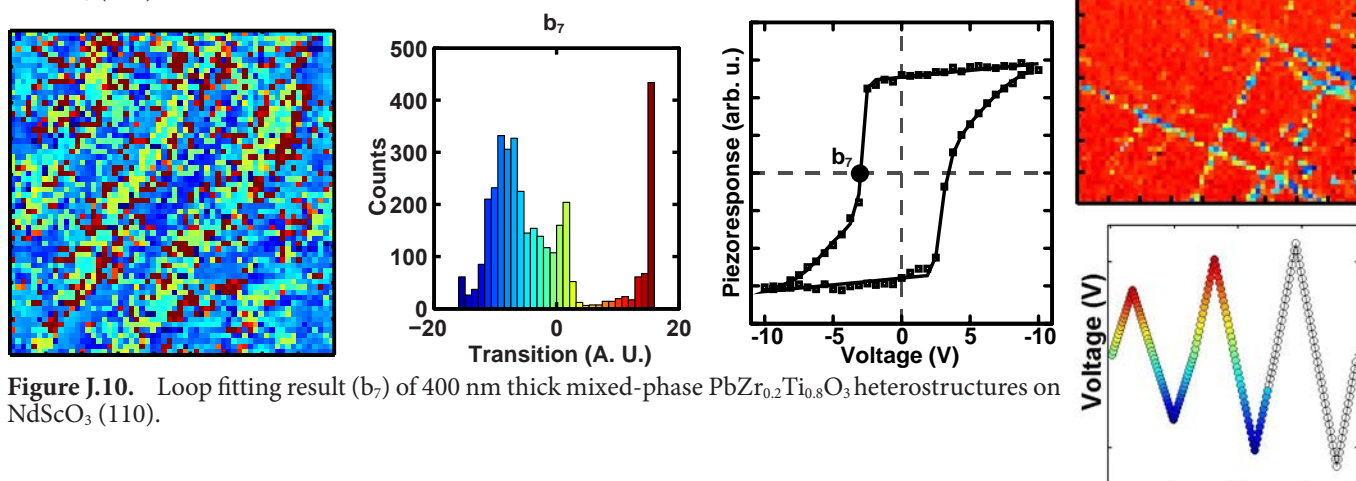 b₇
500
400
300
200
100
0
Counts
-20
0
20
Transition (A. U.)
Piezoresponse (arb. u.)
b₇
-10
-5
0
-5
-10
Voltage (V)
Voltage (V)
Figure J.10. Loop fitting result (b₇) of 400 nm thick mixed-phase PbZr₀.₂Ti₀.₈O₃ heterostructures on
NdScO₃ (110).